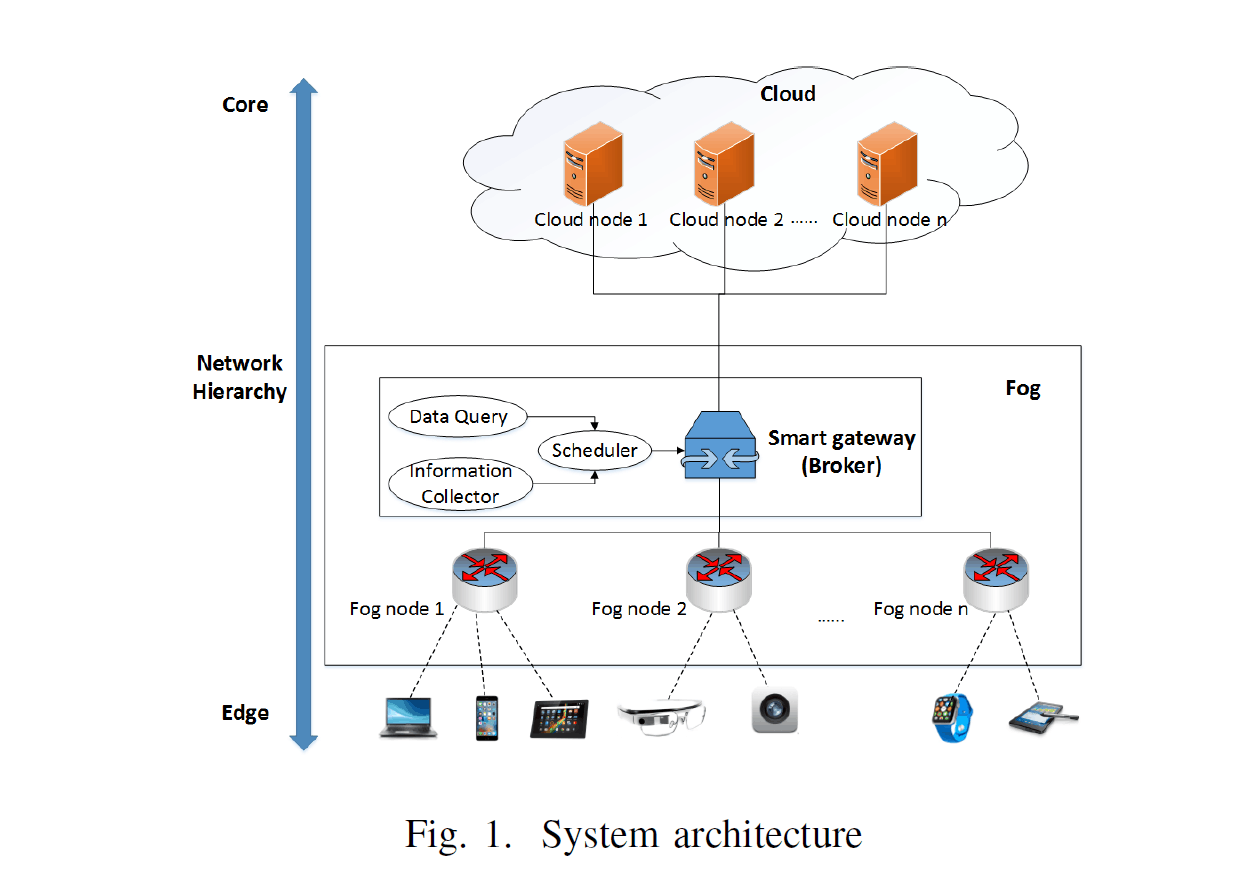 Core
Cloud
Cloud node 1
Cloud node 2
......
Cloud node n
Network
Hierarchy
Fog
Data Query
Scheduler
Information
Collector
Smart gateway
(Broker)
Fog node 1
Fog node 2
......
Fog node n
Edge
Fig. 1. System architecture